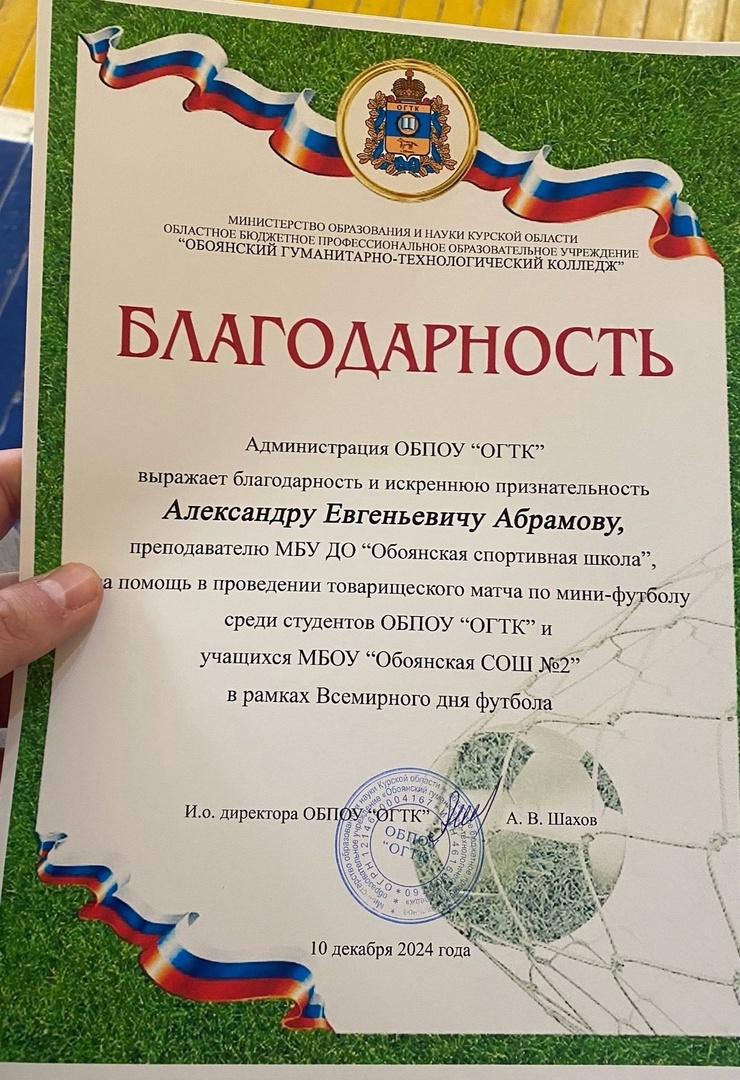 ОГТК
МИНИСТЕРСТВО ОБРАЗОВАНИЯ И НАУКИ КУРСКОЙ ОБЛАСТИ
ОБЛАСТНОЕ БЮДЖЕТНОЕ ПРОФЕССИОНАЛЬНОЕ ОБРАЗОВАТЕЛЬНОЕ УЧРЕЖДЕНИЕ
“ОБОЯНСКИЙ ГУМАНИТАРНО-ТЕХНОЛОГИЧЕСКИЙ КОЛЛЕДЖ”
БЛАГОДАРНОСТЬ
Администрация ОБПОУ “ОГТК”
выражает благодарность и искреннюю признательность
Александру Евгеньевичу Абрамову,
преподавателю МБУ ДО “Обоянская спортивная школа”,
а помощь в проведении товарищеского матча по мини-футболу
среди студентов ОБПОУ “ОГТК” и
учащихся МБОУ “Обоянская СОШ №2”
в рамках Всемирного дня футбола
И.о. директора ОБПОУ “ОГТК” А. В. Шахов
ОБПОУ
“ОГТК”
10 декабря 2024 года